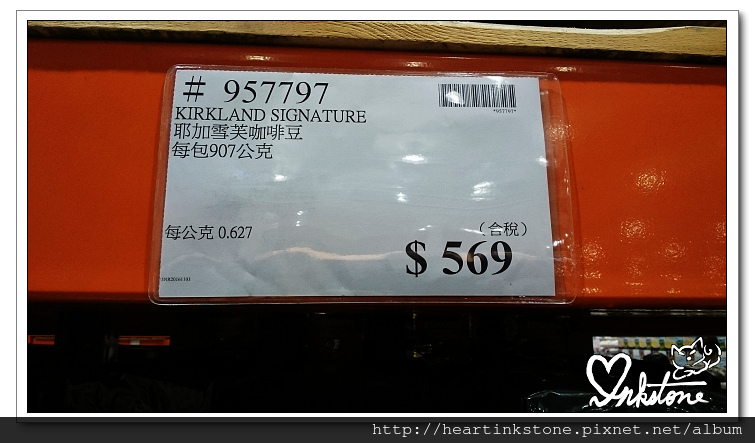 # 957797
KIRKLAND SIGNATURE
耶加雪芙咖啡豆
每包907公克
*957797*
每公克 0.627
(含稅)
$ 569
Inkstone
http://heartinkstone.pixnet.net/album